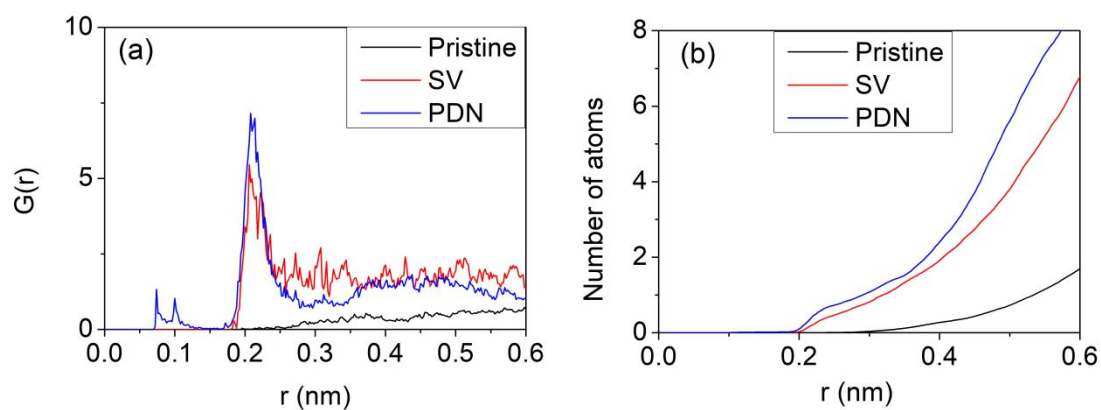 (a)
Pristine
SV
PDN
G(r)
10
5
0
0.0 0.1 0.2 0.3 0.4 0.5 0.6
r (nm)
(b)
Pristine
SV
PDN
Number of atoms
8
6
4
2
0
0.0 0.2 0.4 0.6
r (nm)